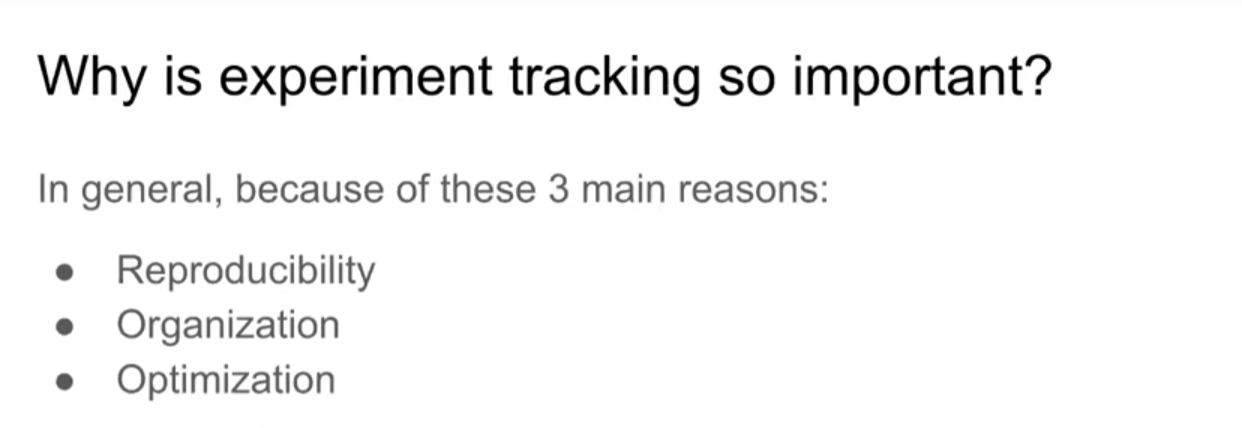 Why is experiment tracking so important?
In general, because of these 3 main reasons:
● Reproducibility
● Organization
● Optimization